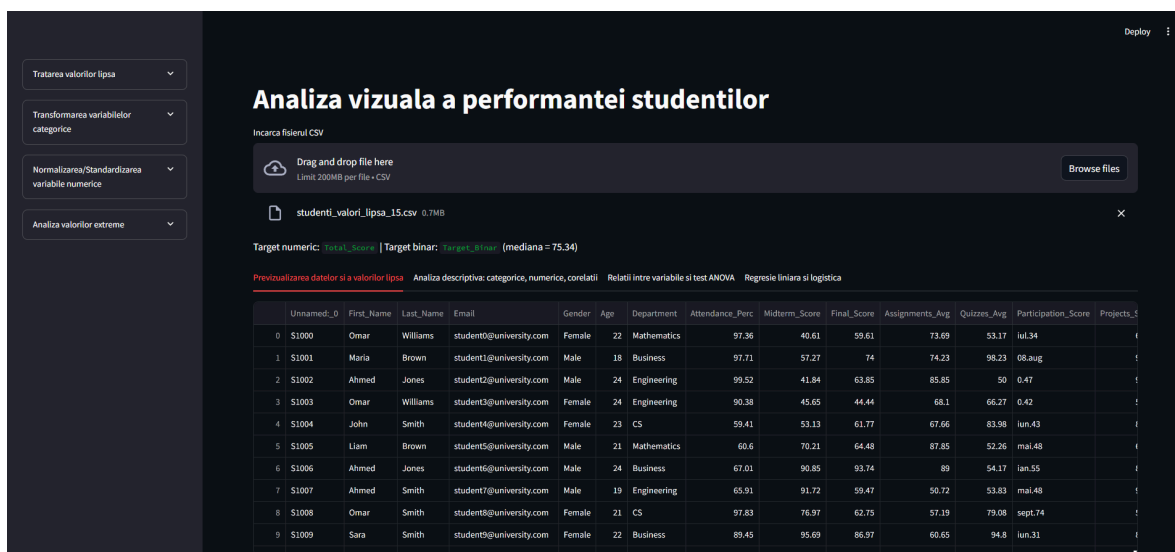 Deploy
Tratarea valorilor lipsa
Transformarea variabilelor
categorice
Normalizarea/Standardizarea
variabile numerice
Analiza valorilor extreme
Analiza vizuala a performantei studentilor
Incarca fisierul CSV
Drag and drop file here
Limit 200MB per file • CSV
Browse files
studenti_valori_lipsa_15.csv 0.7MB
Target numeric: Total_Score | Target binar: Target_Binar (mediana = 75.34)
Previzualizarea datelor si a valorilor lipsa Analiza descriptiva: categorice, numerice, corelatii Relatii intre variabile si test ANOVA Regresie liniara si logistica
Unnamed:_0 First_Name Last_Name Email Gender Age Department Attendance_Perc Midterm_Score Final_Score Assignments_Avg Quizzes_Avg Participation_Score Projects_S
0 S1000 Omar Williams student0@university.com Female 22 Mathematics 97.36 40.61 59.61 73.69 53.17 iul.34
1 S1001 Maria Brown student1@university.com Male 18 Business 97.71 57.27 74 74.23 98.23 08.aug
2 S1002 Ahmed Jones student2@university.com Male 24 Engineering 99.52 41.84 63.85 85.85 50 0.47
3 S1003 Omar Williams student3@university.com Female 24 Engineering 90.38 45.65 44.44 68.1 66.27 0.42
4 S1004 John Smith student4@university.com Female 23 CS 59.41 53.13 61.77 67.66 83.98 iun.43
5 S1005 Liam Brown student5@university.com Male 21 Mathematics 60.6 70.21 64.48 87.85 52.26 mai.48
6 S1006 Ahmed Jones student6@university.com Male 24 Business 67.01 90.85 93.74 89 54.17 ian.55
7 S1007 Ahmed Smith student7@university.com Male 19 Engineering 65.91 91.72 59.47 50.72 53.83 mai.48
8 S1008 Omar Smith student8@university.com Female 21 CS 97.83 76.97 62.75 57.19 79.08 sept.74
9 S1009 Sara Smith student9@university.com Female 22 Business 89.45 95.69 86.97 60.65 94.8 iun.31